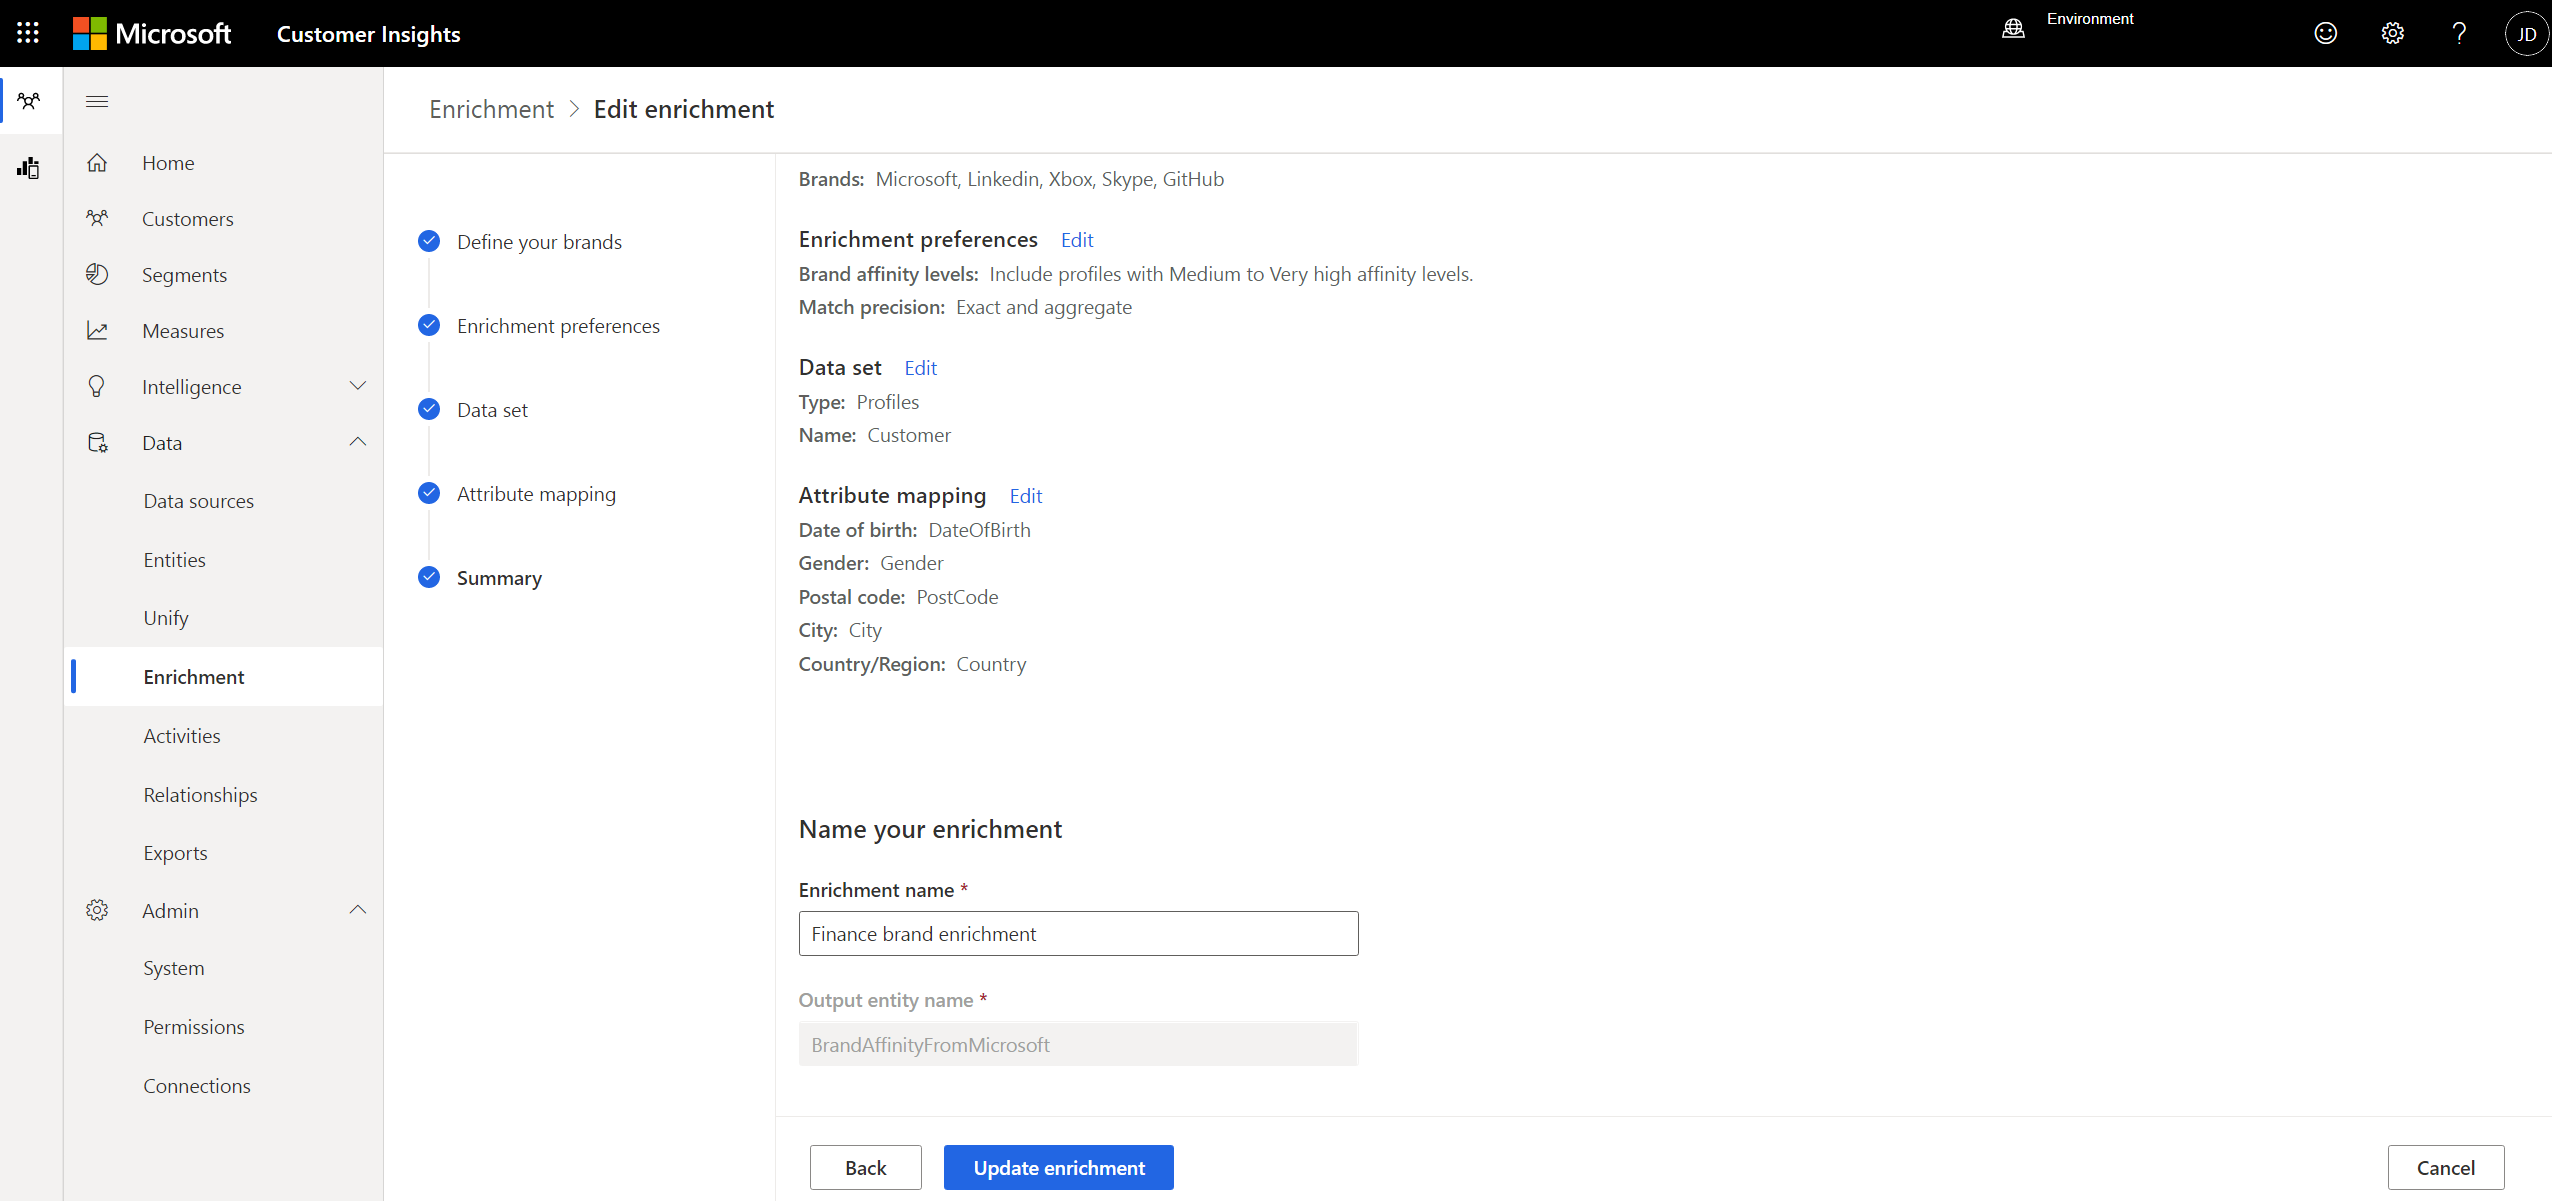 Microsoft
Customer Insights
Environment
JD
Home
Customers
Segments
Measures
Intelligence
Data
Data sources
Entities
Unify
Enrichment
Activities
Relationships
Exports
Admin
System
Permissions
Connections
Enrichment > Edit enrichment
Define your brands
Enrichment preferences
Data set
Attribute mapping
Summary
Brands: Microsoft, Linkedin, Xbox, Skype, GitHub
Enrichment preferences Edit
Brand affinity levels: Include profiles with Medium to Very high affinity levels.
Match precision: Exact and aggregate
Data set Edit
Type: Profiles
Name: Customer
Attribute mapping Edit
Date of birth: DateOfBirth
Gender: Gender
Postal code: PostCode
City: City
Country/Region: Country
Name your enrichment
Enrichment name *
Finance brand enrichment
Output entity name *
BrandAffinityFromMicrosoft
Back
Update enrichment
Cancel